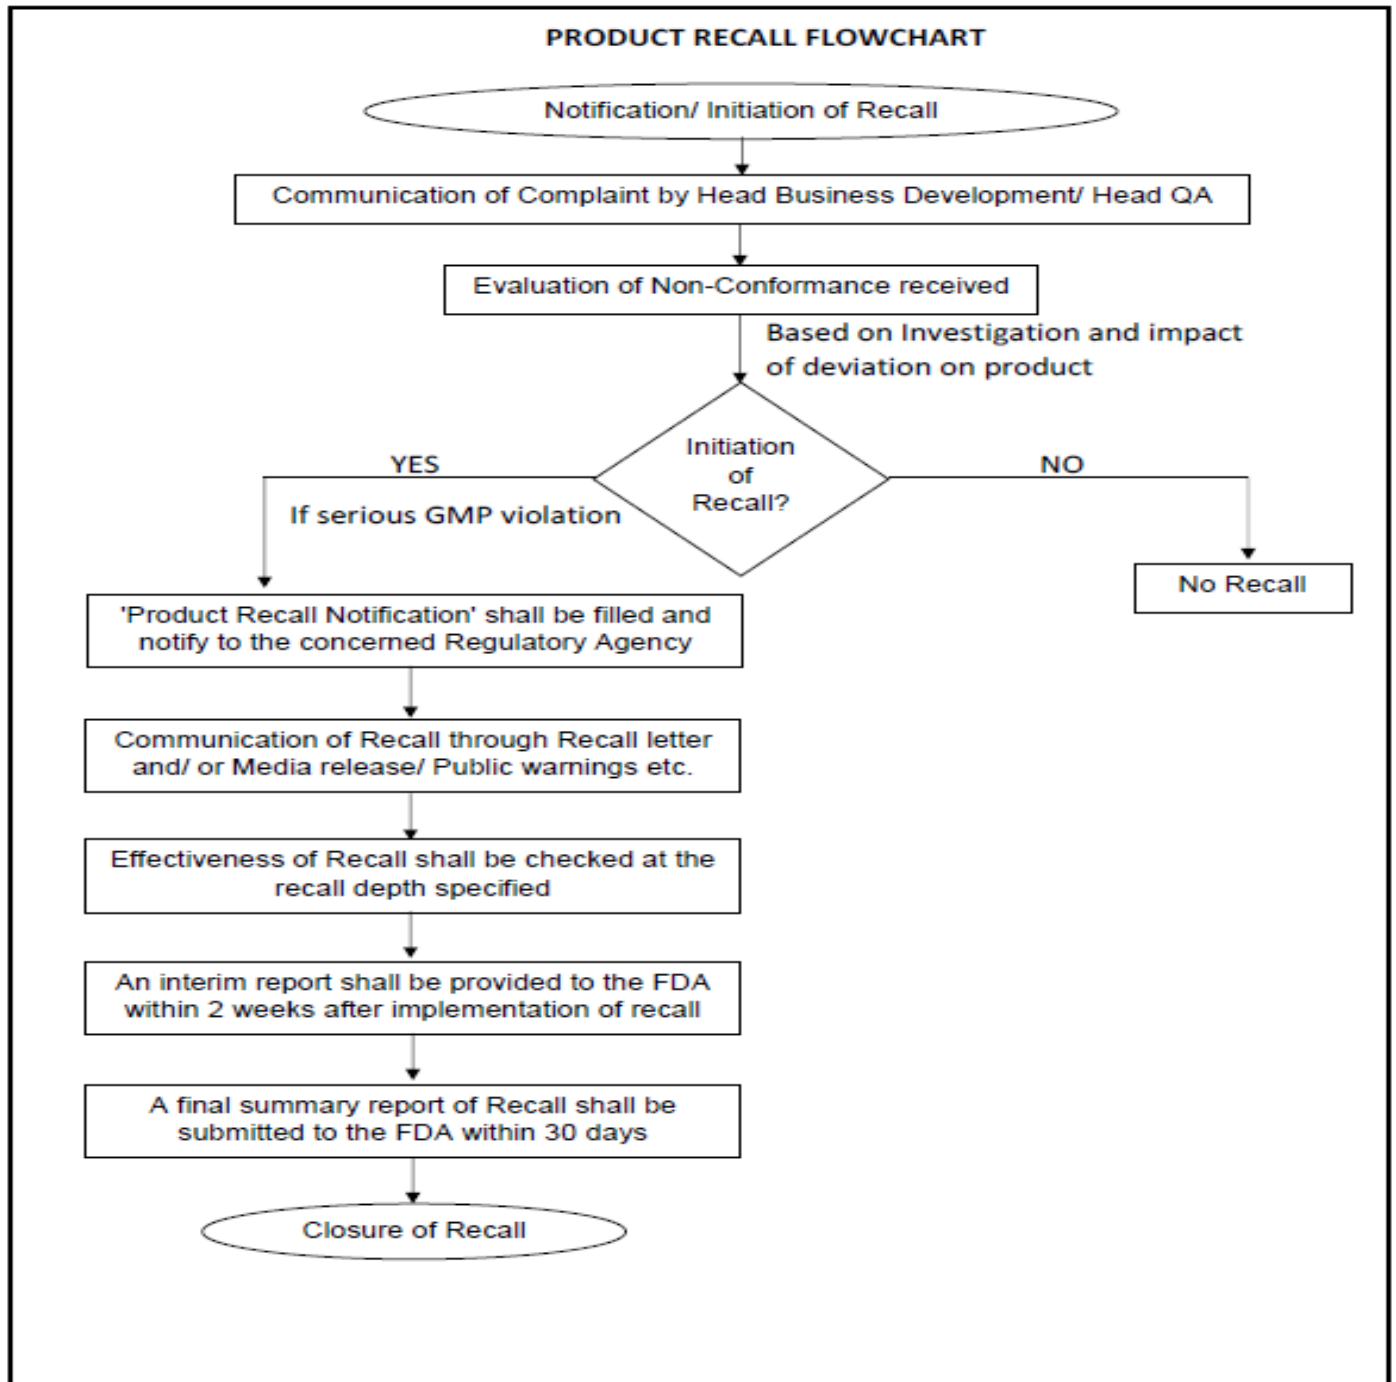 PRODUCT RECALL FLOWCHART
Notification/ Initiation of Recall
Communication of Complaint by Head Business Development/ Head QA
Evaluation of Non-Conformance received
Based on Investigation and impact
of deviation on product
Initiation
of
Recall?
YES
NO
If serious GMP violation
No Recall
'Product Recall Notification' shall be filled and
notify to the concerned Regulatory Agency
Communication of Recall through Recall letter
and/ or Media release/ Public warnings etc.
Effectiveness of Recall shall be checked at the
recall depth specified
An interim report shall be provided to the FDA
within 2 weeks after implementation of recall
A final summary report of Recall shall be
submitted to the FDA within 30 days
Closure of Recall